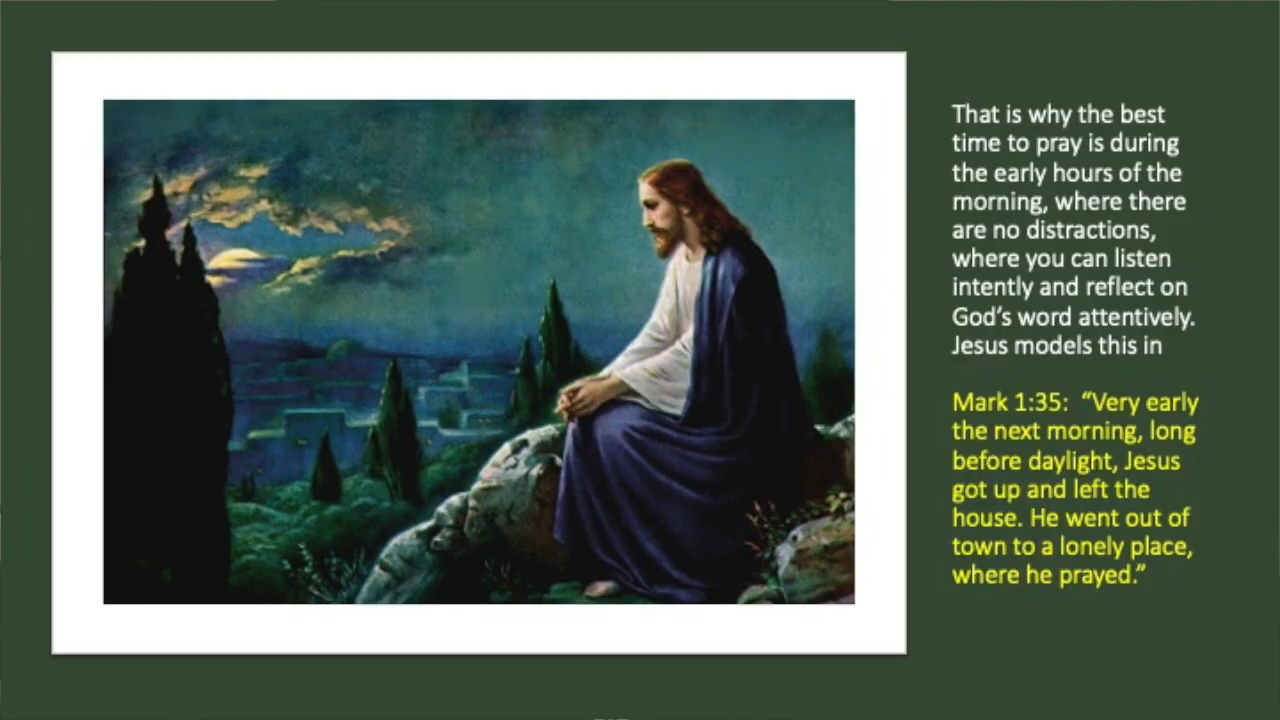 That is why the best
time to pray is during
the early hours of the
morning, where there
are no distractions,
where you can listen
intently and reflect on
God’s word attentively.
Jesus models this in
Mark 1:35:  “Very early
the next morning, long
before daylight, Jesus
got up and left the
house. He went out of
town to a lonely place,
where he prayed.”